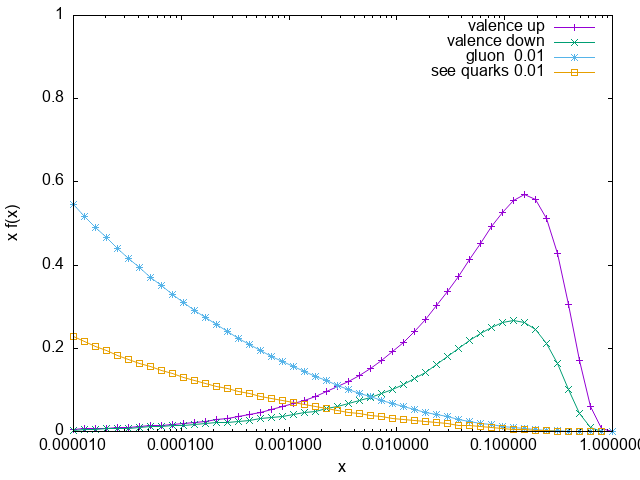 1
valence up
valence down
gluon  0.01
see quarks 0.01
0.8
0.6
x f(x)
0.4
0.2
0
0.000010 0.000100 0.001000 0.010000 0.100000 1.000000
x